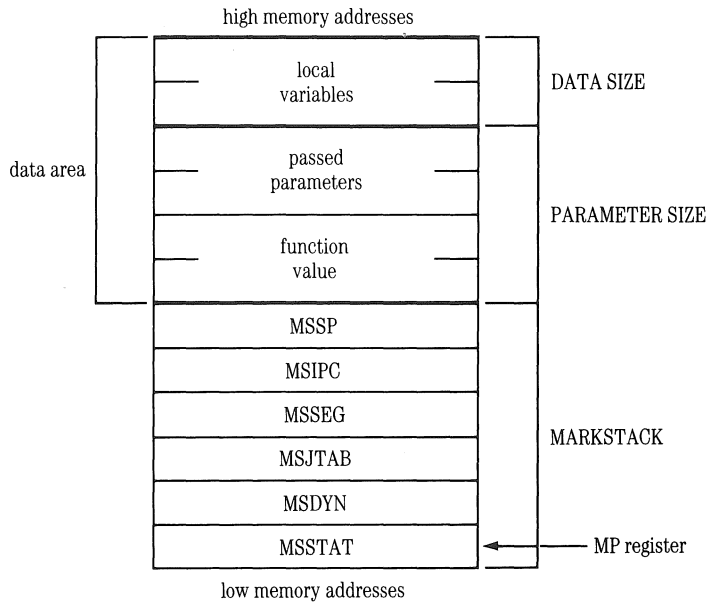 high memory addresses
local
variables
DATA SIZE
data area
passed
parameters
PARAMETER SIZE
function
value
MSSP
MSIPC
MSSEG
MARKSTACK
MSJTAB
MSDYN
MSSTAT
MP register
low memory addresses